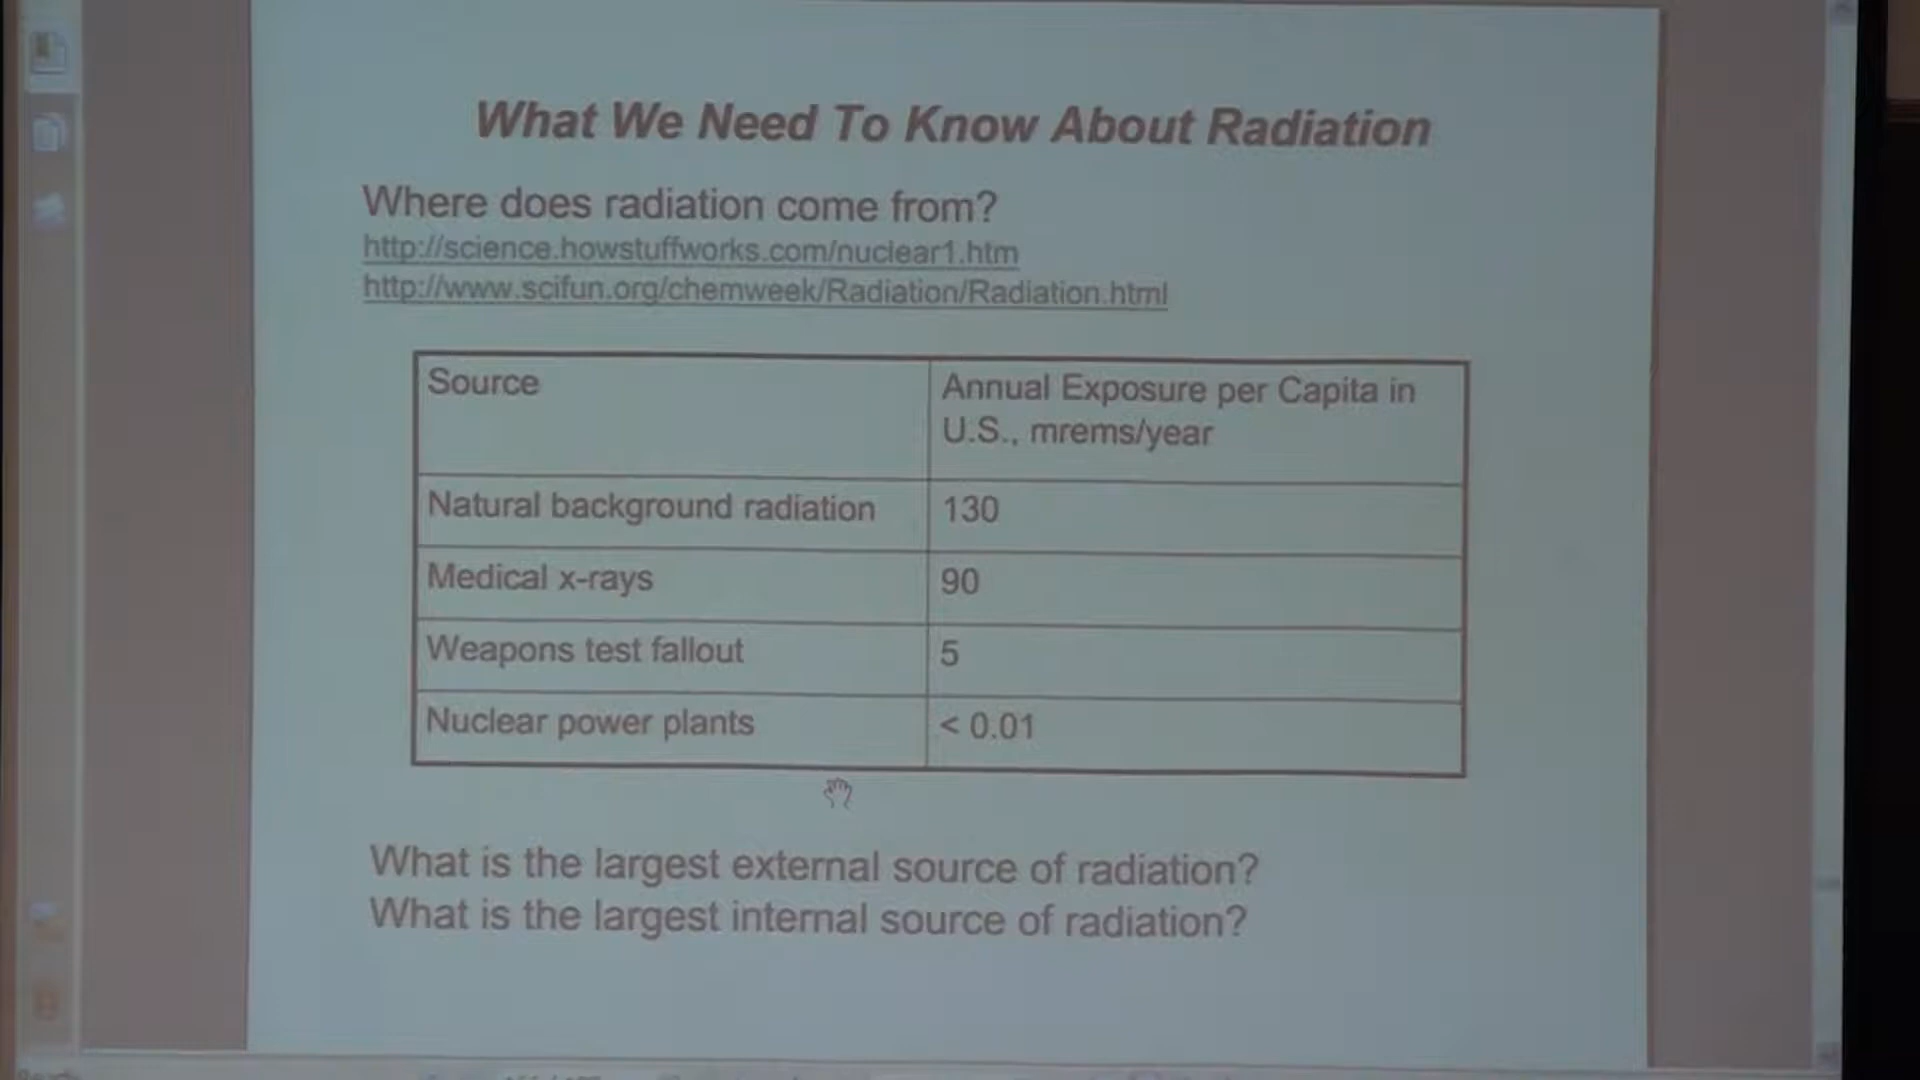 What We Need To Know About Radiation
Where does radiation come from?
http://science.howstuffworks.com/nuclear1.htm
http://www.scifun.org/chemweek/Radiation/Radiation.html
Source
Annual Exposure per Capita in
U.S., mrems/year
Natural background radiation
130
Medical x-rays
90
Weapons test fallout
5
Nuclear power plants
< 0.01
What is the largest external source of radiation?
What is the largest internal source of radiation?